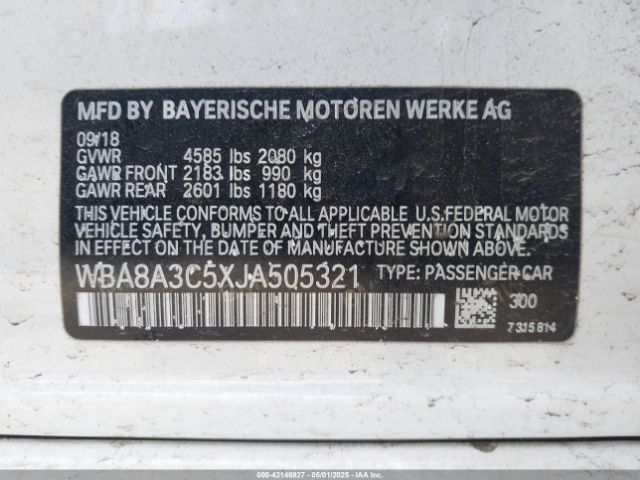 MFD BY BAYERISCHE MOTOREN WERKE AG
09/18
GVWR 4585 lbs 2080 kg
GAWR FRONT 2183 lbs 990 kg
GAWR REAR 2601 lbs 1180 kg
THIS VEHICLE CONFORMS TO ALL APPLICABLE U.S.FEDERAL MOTOR
VEHICLE SAFETY, BUMPER AND THEFT PREVENTION STANDARDS
IN EFFECT ON THE DATE OF MANUFACTURE SHOWN ABOVE.
WBA8A3C5XJA505321 TYPE: PASSENGER CAR
300
7315814
000-42146827 05/01/2025 - IAAI Branding